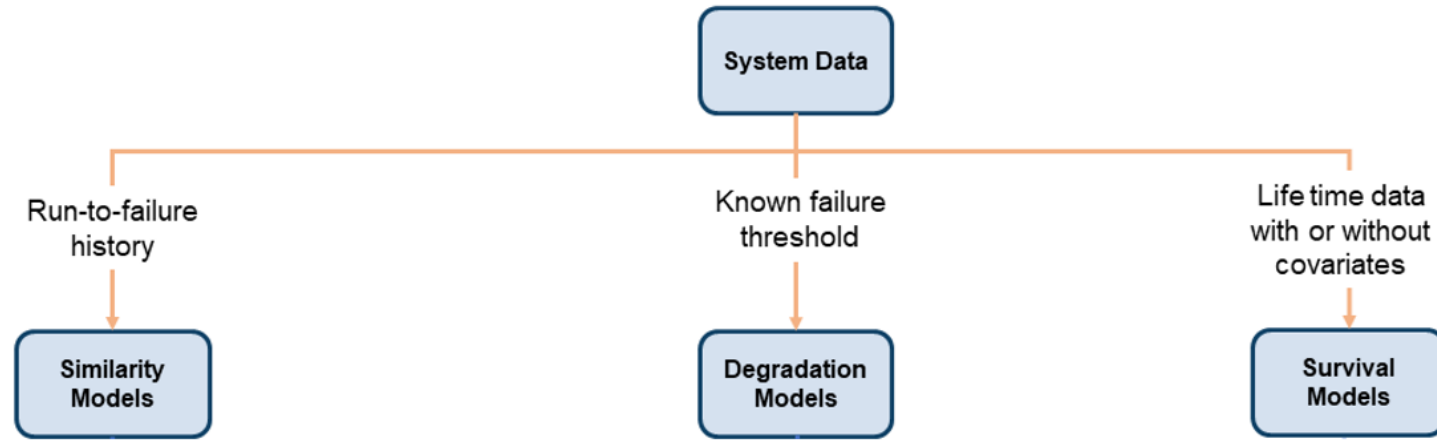 System Data
Run-to-failure
history
Known failure
threshold
Life time data
with or without
covariates
Similarity
Models
Degradation
Models
Survival
Models